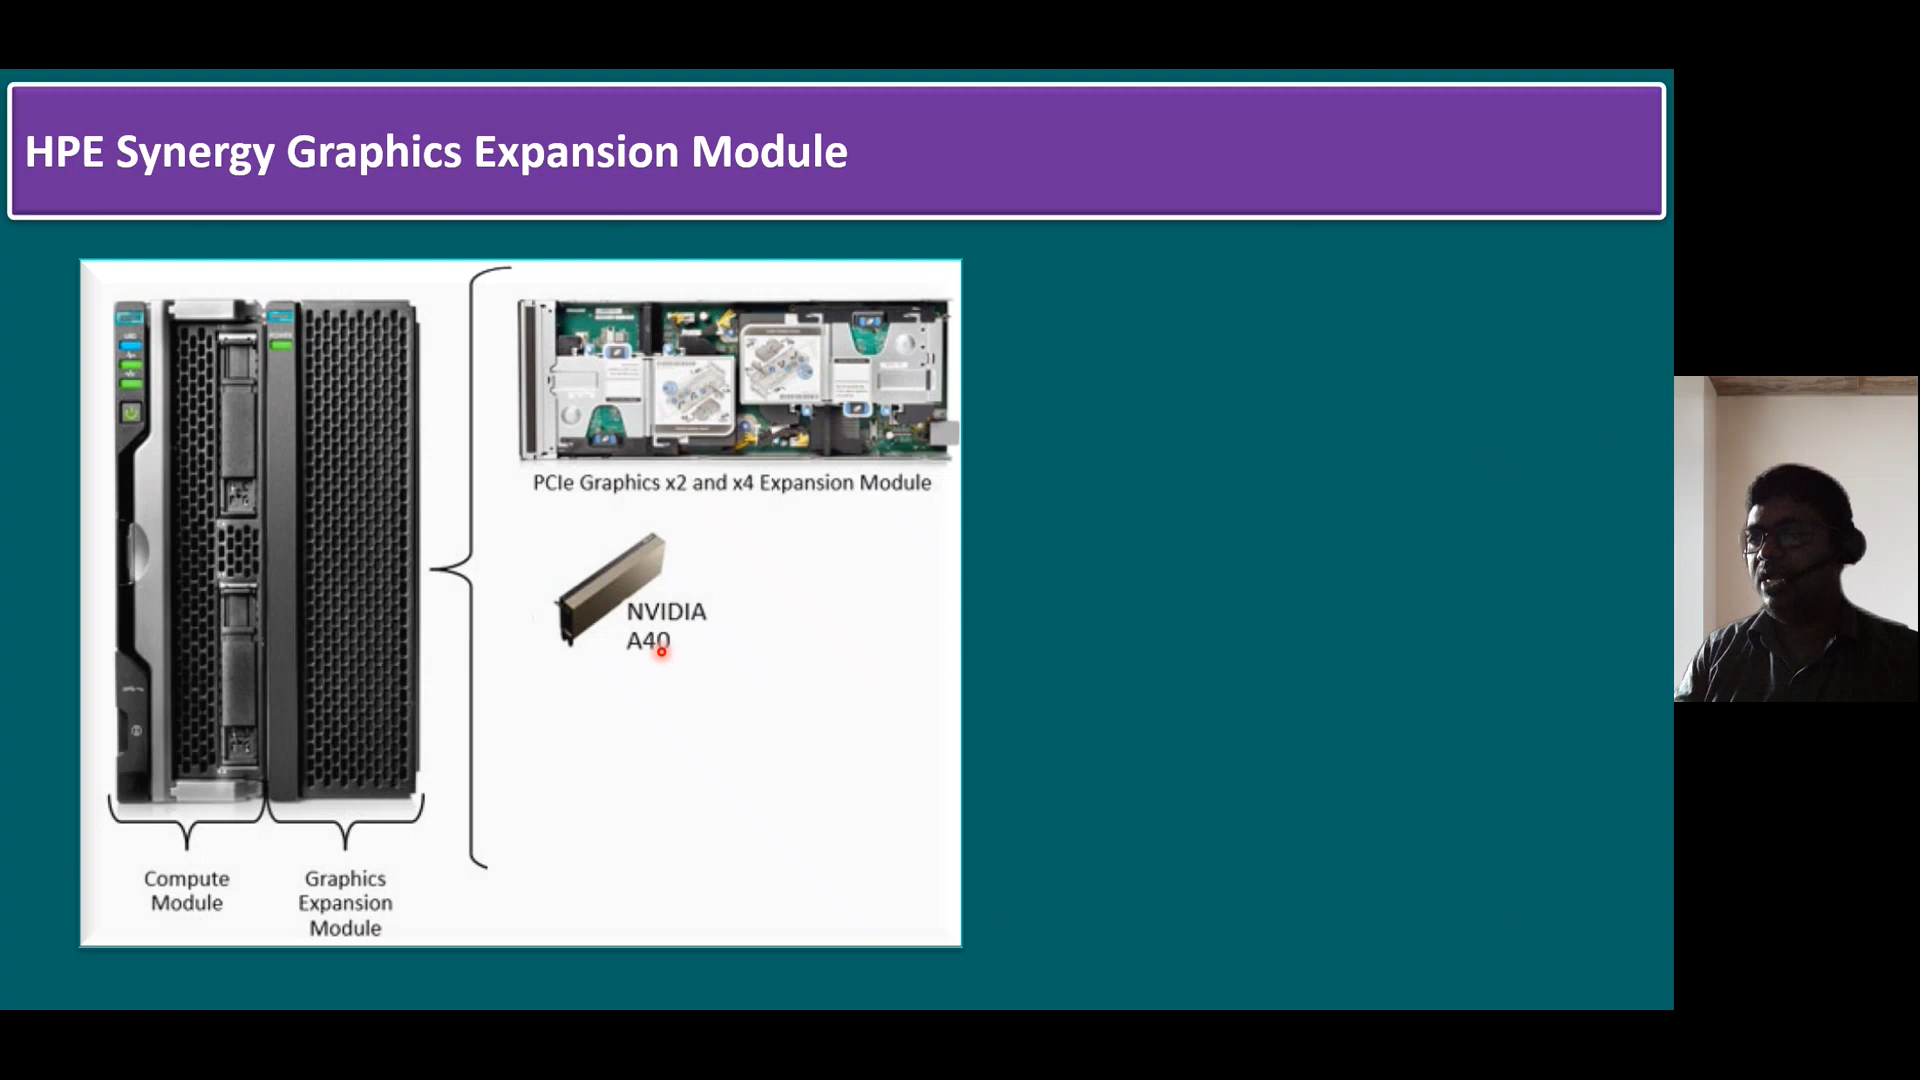 HPE Synergy Graphics Expansion Module
PCIe Graphics x2 and x4 Expansion Module
NVIDIA
A40
Compute
Module
Graphics
Expansion
Module